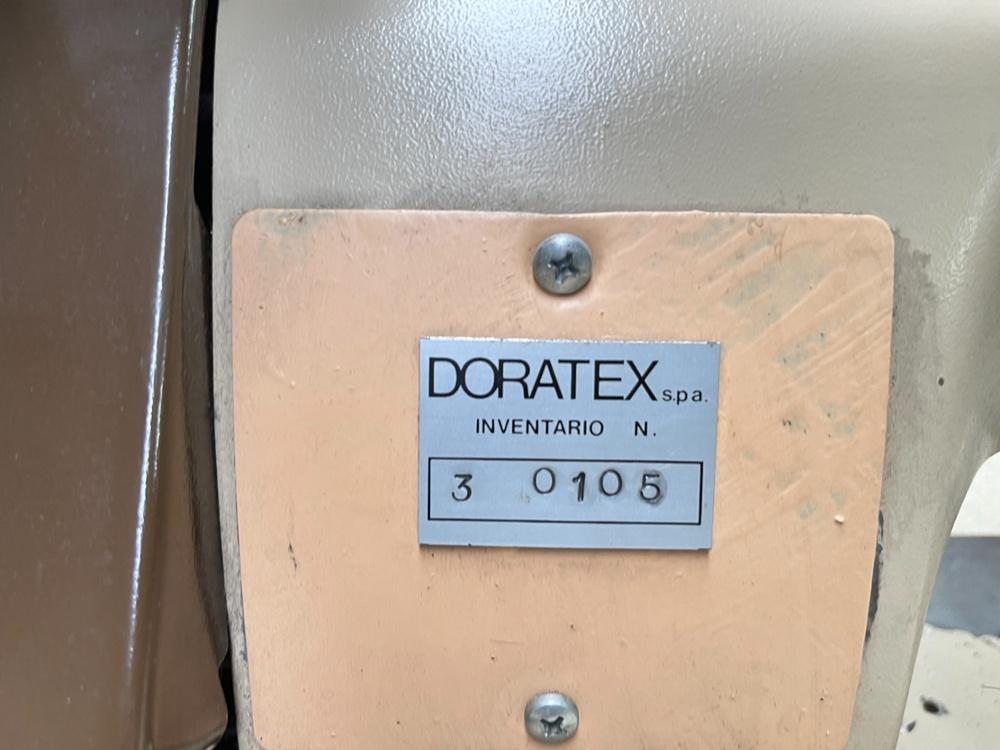 DORATEX s.p.a.
INVENTARIO N.
3 0105